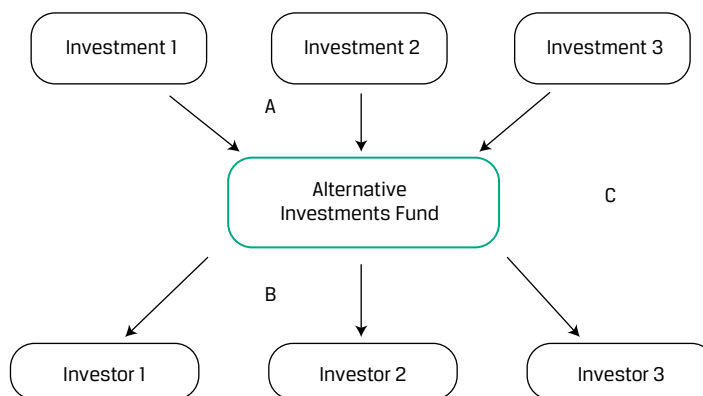 Investment 1
Investment 2
Investment 3
A
Alternative
Investments Fund
C
B
Investor 1
Investor 2
Investor 3